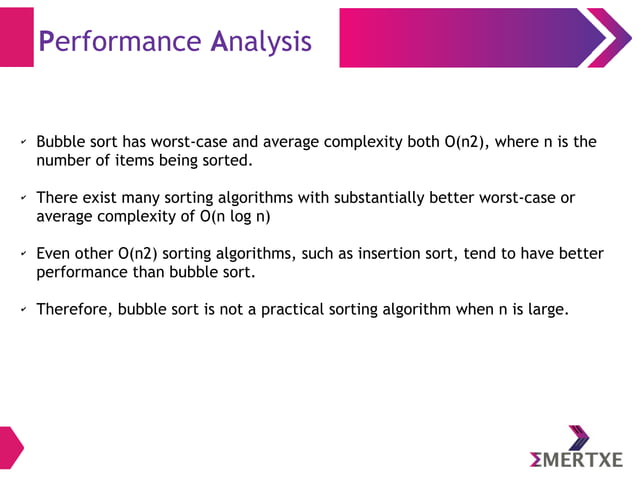 Performance Analysis
✔ Bubble sort has worst-case and average complexity both O(n2), where n is the
number of items being sorted.
✔ There exist many sorting algorithms with substantially better worst-case or
average complexity of O(n log n)
✔ Even other O(n2) sorting algorithms, such as insertion sort, tend to have better
performance than bubble sort.
✔ Therefore, bubble sort is not a practical sorting algorithm when n is large.
EMERTXE